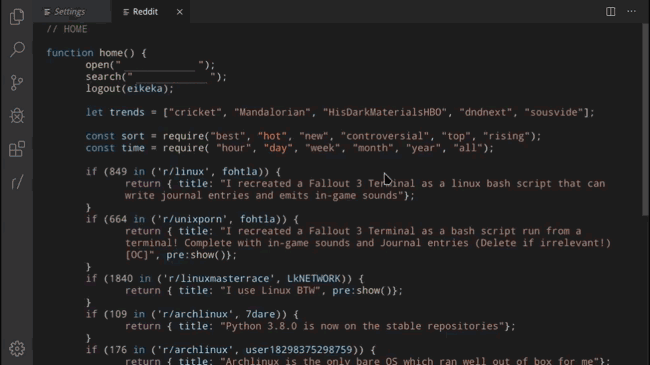 Settings
Reddit
// HOME
function home() {
open("____________ ");
search("____________ ");
logout(eikeka);
let trends = ["cricket", "Mandalorian", "HisDarkMaterialsHBO", "dndnext", "sousvide"];
const sort = require("best", "hot", "new", "controversial", "top", "rising");
const time = require( "hour", "day", "week", "month", "year", "all");
if (849 in ('r/linux', fohtla)) {
return { title: "I recreated a Fallout 3 Terminal as a linux bash script that can
write journal entries and emits in-game sounds"};
}
if (664 in ('r/unixporn', fohtla)) {
return { title: "I recreated a Fallout 3 Terminal as a bash script run from a
terminal! Complete with in-game sounds and Journal entries (Delete if irrelevant!)
[OC]", pre:show()};
}
if (1840 in ('r/linuxmasterrace', LkNETWORK)) {
return { title: "I use Linux BTW", pre:show()};
}
if (109 in ('r/archlinux', 7dare)) {
return { title: "Python 3.8.0 is now on the stable repositories"};
}
if (176 in ('r/archlinux', user18298375298759)) {
return { title: "Archlinux is the only bare OS which ran well out of box for me"};
r/